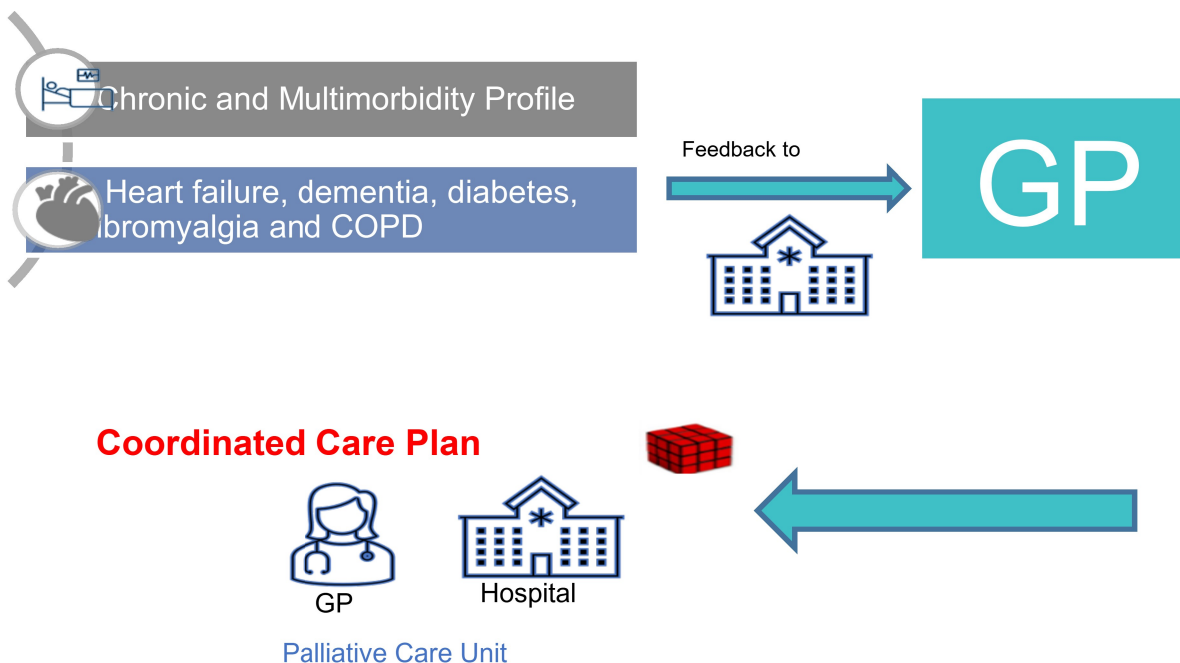 Chronic and Multimorbidity Profile
Heart failure, dementia, diabetes,
ibromyalgia and COPD
Feedback to
GP
Coordinated Care Plan
GP
Hospital
Palliative Care Unit